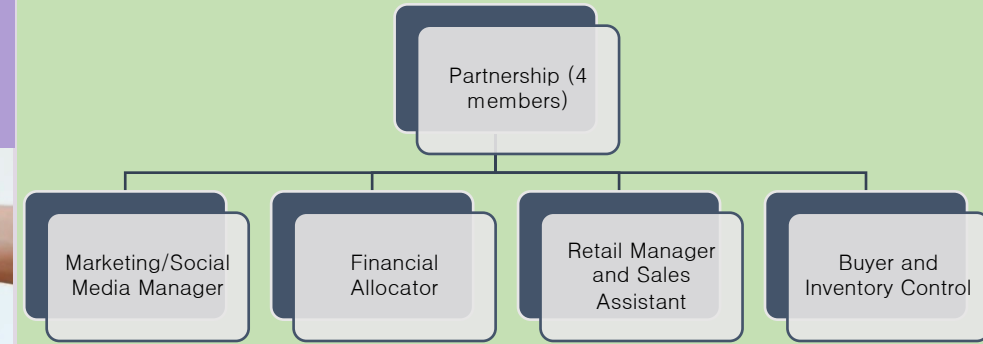 Partnership (4
members)
Marketing/Social
Media Manager
Financial
Allocator
Retail Manager
and Sales
Assistant
Buyer and
Inventory Control